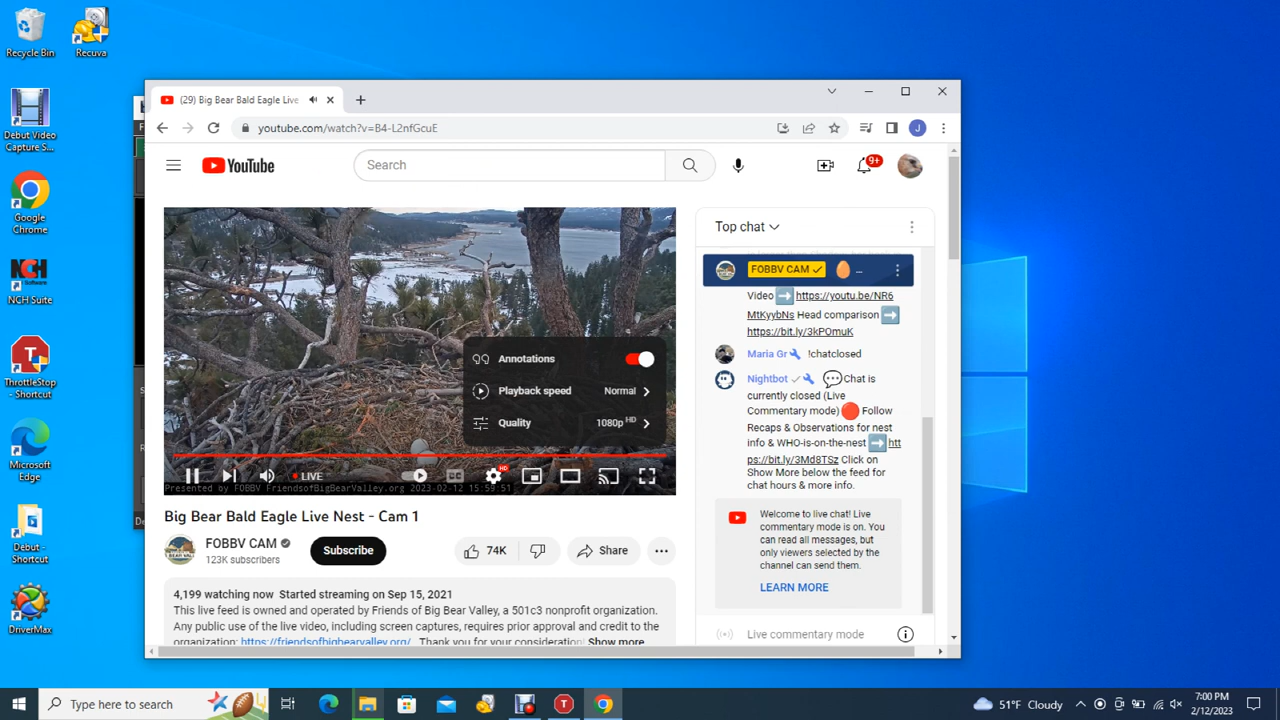 Recycle Bin
Recuva
Debut Video
Capture S...
Google
Chrome
NCH
NCH Suite
T
ThrottleStop
- Shortcut
Microsoft
Edge
Debut -
Shortcut
DriverMax
(29) Big Bear Bald Eagle Live
youtube.com/watch?v=B4-L2nfGcuE
J
YouTube
Search
9+
Annotations
Playback speed Normal
Quality 1080p HD
LIVE
CC
HD
Presented by FOBBV FriendsofBigBearValley.org 2023-02-12 15:59:51
Big Bear Bald Eagle Live Nest - Cam 1
FOBBV CAM
123K subscribers
Subscribe
74K
Share
4,199 watching now Started streaming on Sep 15, 2021
This live feed is owned and operated by Friends of Big Bear Valley, a 501c3 nonprofit organization.
Any public use of the live video, including screen captures, requires prior approval and credit to the
organization: https://friendsofbigbearvalley.org/ Thank you for your consideration! Show more
Top chat
FOBBV CAM
Video https://youtu.be/NR6
MtKyybNs Head comparison
https://bit.ly/3kPOmuK
Maria Gr !chatclosed
Nightbot Chat is
currently closed (Live
Commentary mode) Follow
Recaps & Observations for nest
info & WHO-is-on-the-nest htt
ps://bit.ly/3Md8TSz Click on
Show More below the feed for
chat hours & more info.
Welcome to live chat! Live
commentary mode is on. You
can read all messages, but
only viewers selected by the
channel can send them.
LEARN MORE
Live commentary mode
Type here to search
T
51°F Cloudy
7:00 PM
2/12/2023